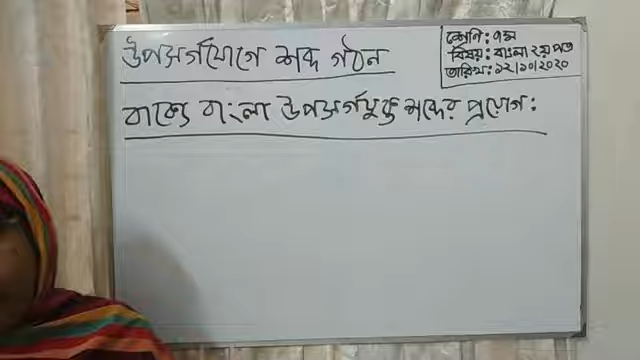 উপসর্গযোগে শব্দ গঠন
শ্রেণি: ৭ম
বিষয়: বাংলা ২য় পত্র
তারিখ: ১২/১০/২০২০
বাক্যে বাংলা উপসর্গযুক্ত শব্দের প্রয়োগ: